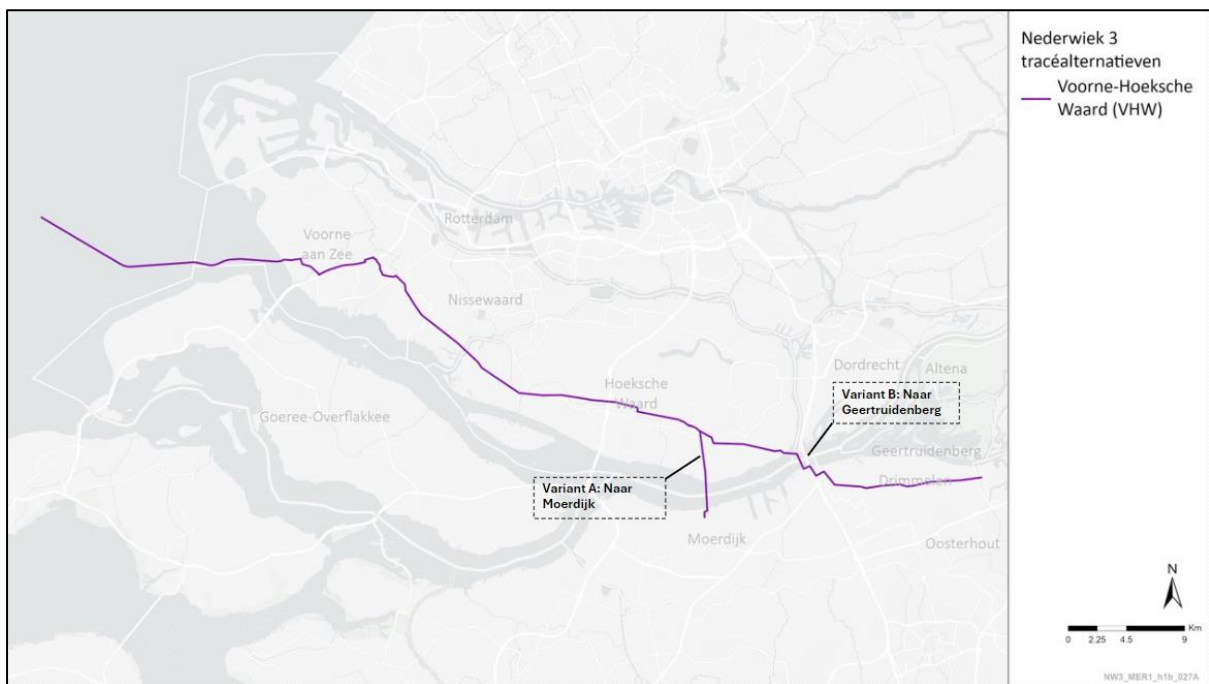 Nederwiek 3
tracéalternatieven
Voorne-Hoeksche
Waard (VHW)
Rotterdam
Voorne
aan Zee
Nissewaard
Dordrecht
Altena
Hoeksche
Waard
Variant B: Naar
Geertruidenberg
Goeree-Overflakkee
Geertruidenberg
Drimmelen
Variant A: Naar
Moerdijk
Moerdijk
Oosterhout
N
Km
0 2.25 4.5 9
NW3_MER1_h1b_027A